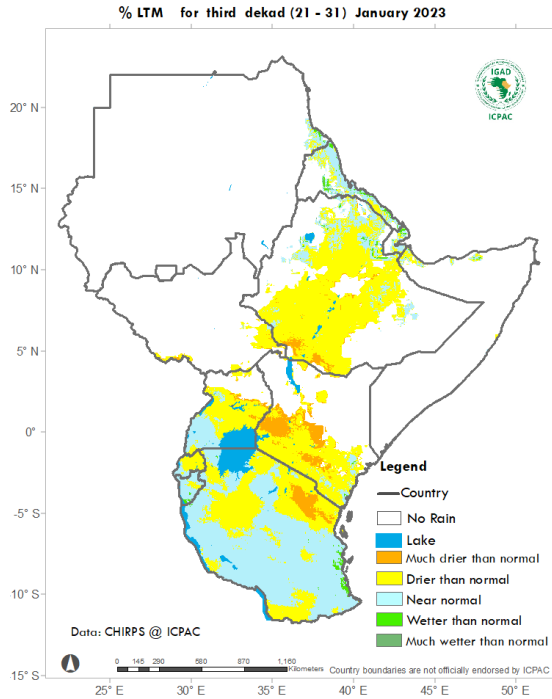 % LTM for third dekad (21 - 31) January 2023
IGAD
ICPAC
20° N
15° N
10° N
5° N
0°
5° S
10° S
15° S
Legend
Country
No Rain
Lake
Much drier than normal
Drier than normal
Near normal
Wetter than normal
Much wetter than normal
Data: CHIRPS @ ICPAC
0 145 290 580 870 1,160
Kilometers
Country boundaries are not officially endorsed by ICPAC
25° E 30° E 35° E 40° E 45° E 50° E